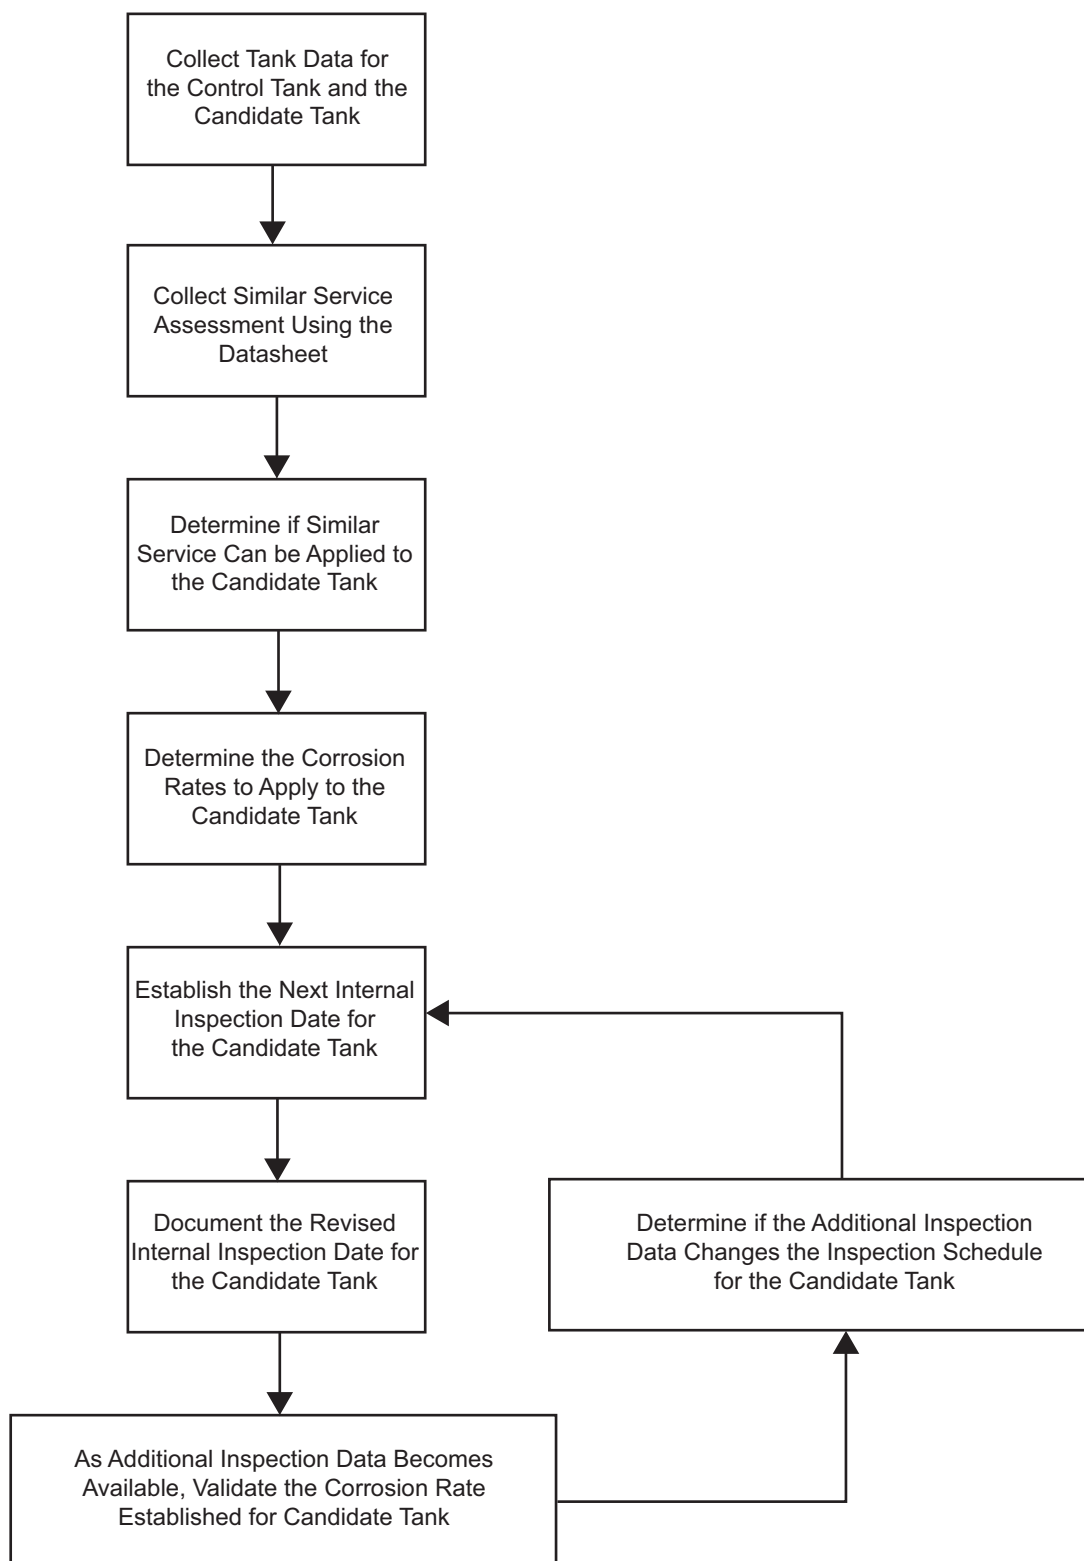 Collect Tank Data for
the Control Tank and the
Candidate Tank
Collect Similar Service
Assessment Using the
Datasheet
Determine if Similar
Service Can be Applied to
the Candidate Tank
Determine the Corrosion
Rates to Apply to the
Candidate Tank
Establish the Next Internal
Inspection Date for
the Candidate Tank
Document the Revised
Internal Inspection Date for
the Candidate Tank
Determine if the Additional Inspection
Data Changes the Inspection Schedule
for the Candidate Tank
As Additional Inspection Data Becomes
Available, Validate the Corrosion Rate
Established for Candidate Tank